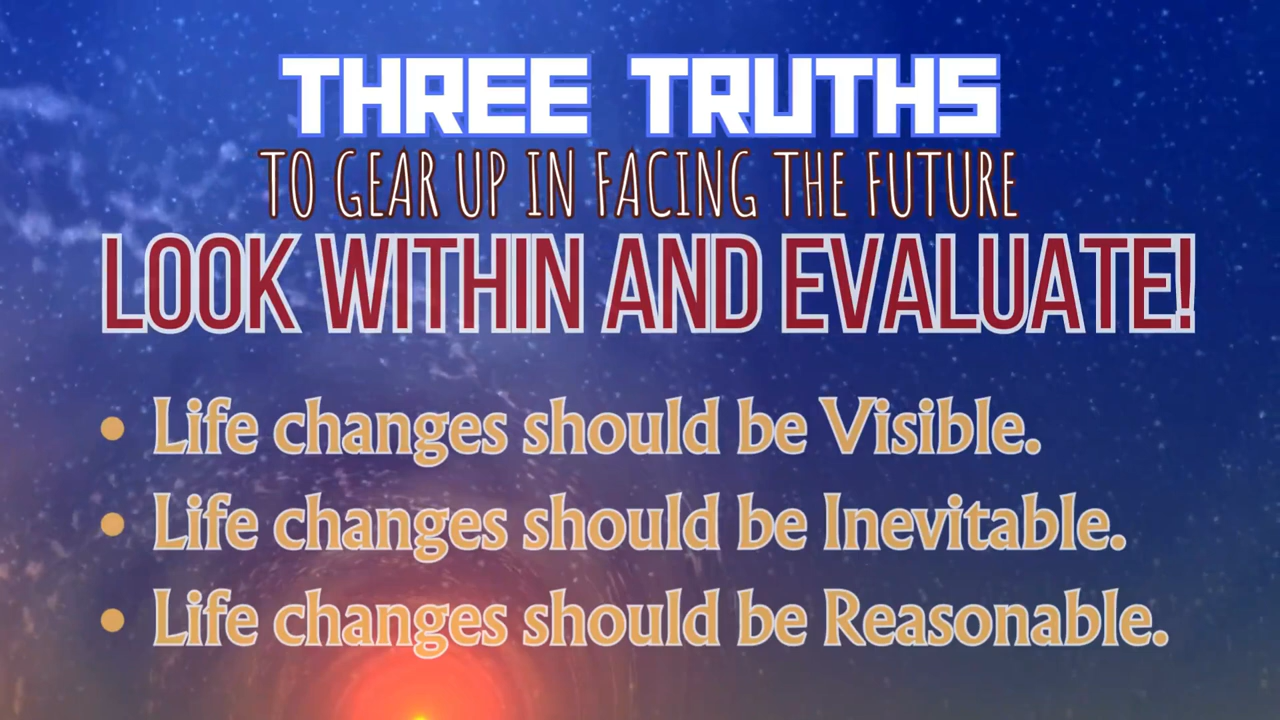 THREE TRUTHS
TO GEAR UP IN FACING THE FUTURE
LOOK WITHIN AND EVALUATE!
• Life changes should be Visible.
• Life changes should be Inevitable.
• Life changes should be Reasonable.